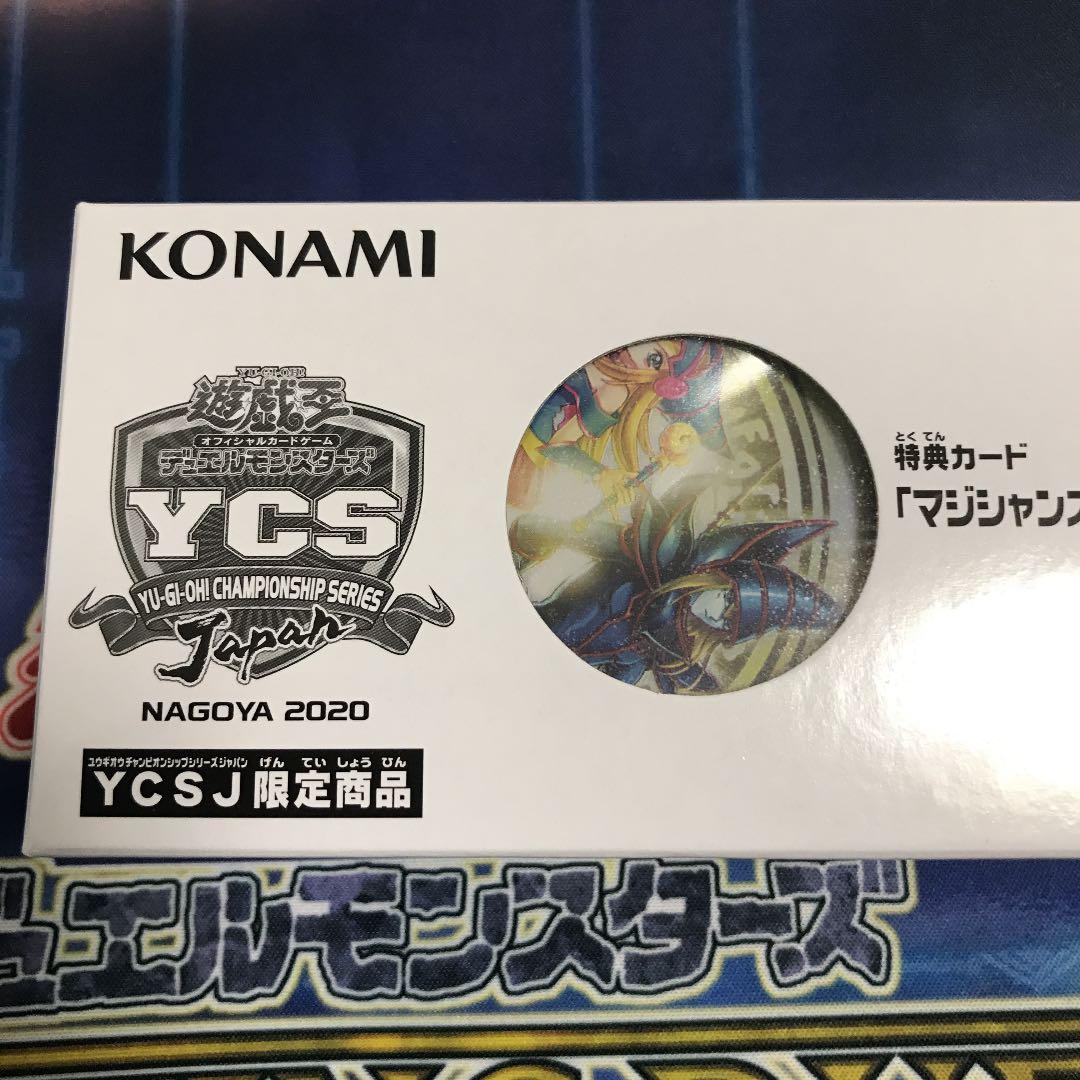 KONAMI
YU-GI-OH!
遊戯王
オフィシャルカードゲーム
デュエルモンスターズ
YCS
YU-GI-OH! CHAMPIONSHIP SERIES
Japan
NAGOYA 2020
ユウギオウチャンピオンシップシリーズジャパン げん てい しょう ひん
YCSJ限定商品
とく てん
特典カード
「マジシャンズ
デュエルモンスターズ